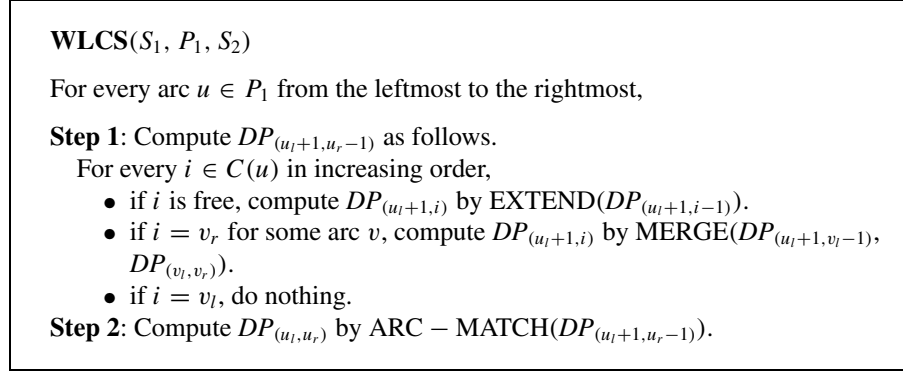 WLCS(S₁, P₁, S₂)
For every arc u ∈ P₁ from the leftmost to the rightmost,
Step 1: Compute DP₍ᵤₗ₊₁,ᵤᵣ₋₁₎ as follows.
For every i ∈ C(u) in increasing order,
• if i is free, compute DP_(u_l+1,i) by EXTEND(DP_(u_l+1,i−1)).
• if i = v_r for some arc v, compute DP_(u_l+1,i) by MERGE(DP_(u_l+1,v_l−1),
DP_(v_l,v_r)).
• if i = v_l, do nothing.
Step 2: Compute DP_(u_l,u_r) by ARC − MATCH(DP_(u_l+1,u_r−1)).